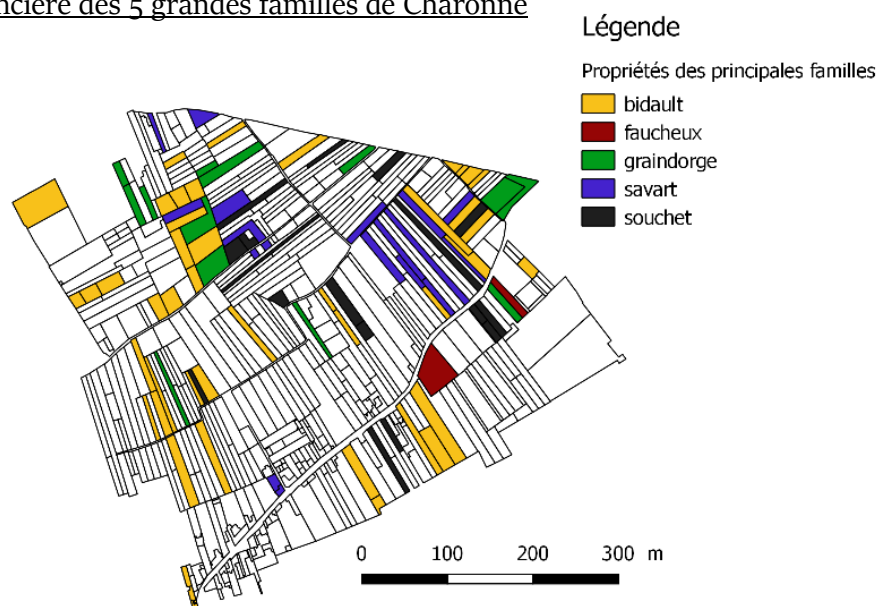 des 5 grandes familles de Charonne
Légende
Propriétés des principales familles
bidault
faucheux
graindorge
savart
souchet
0 100 200 300 m